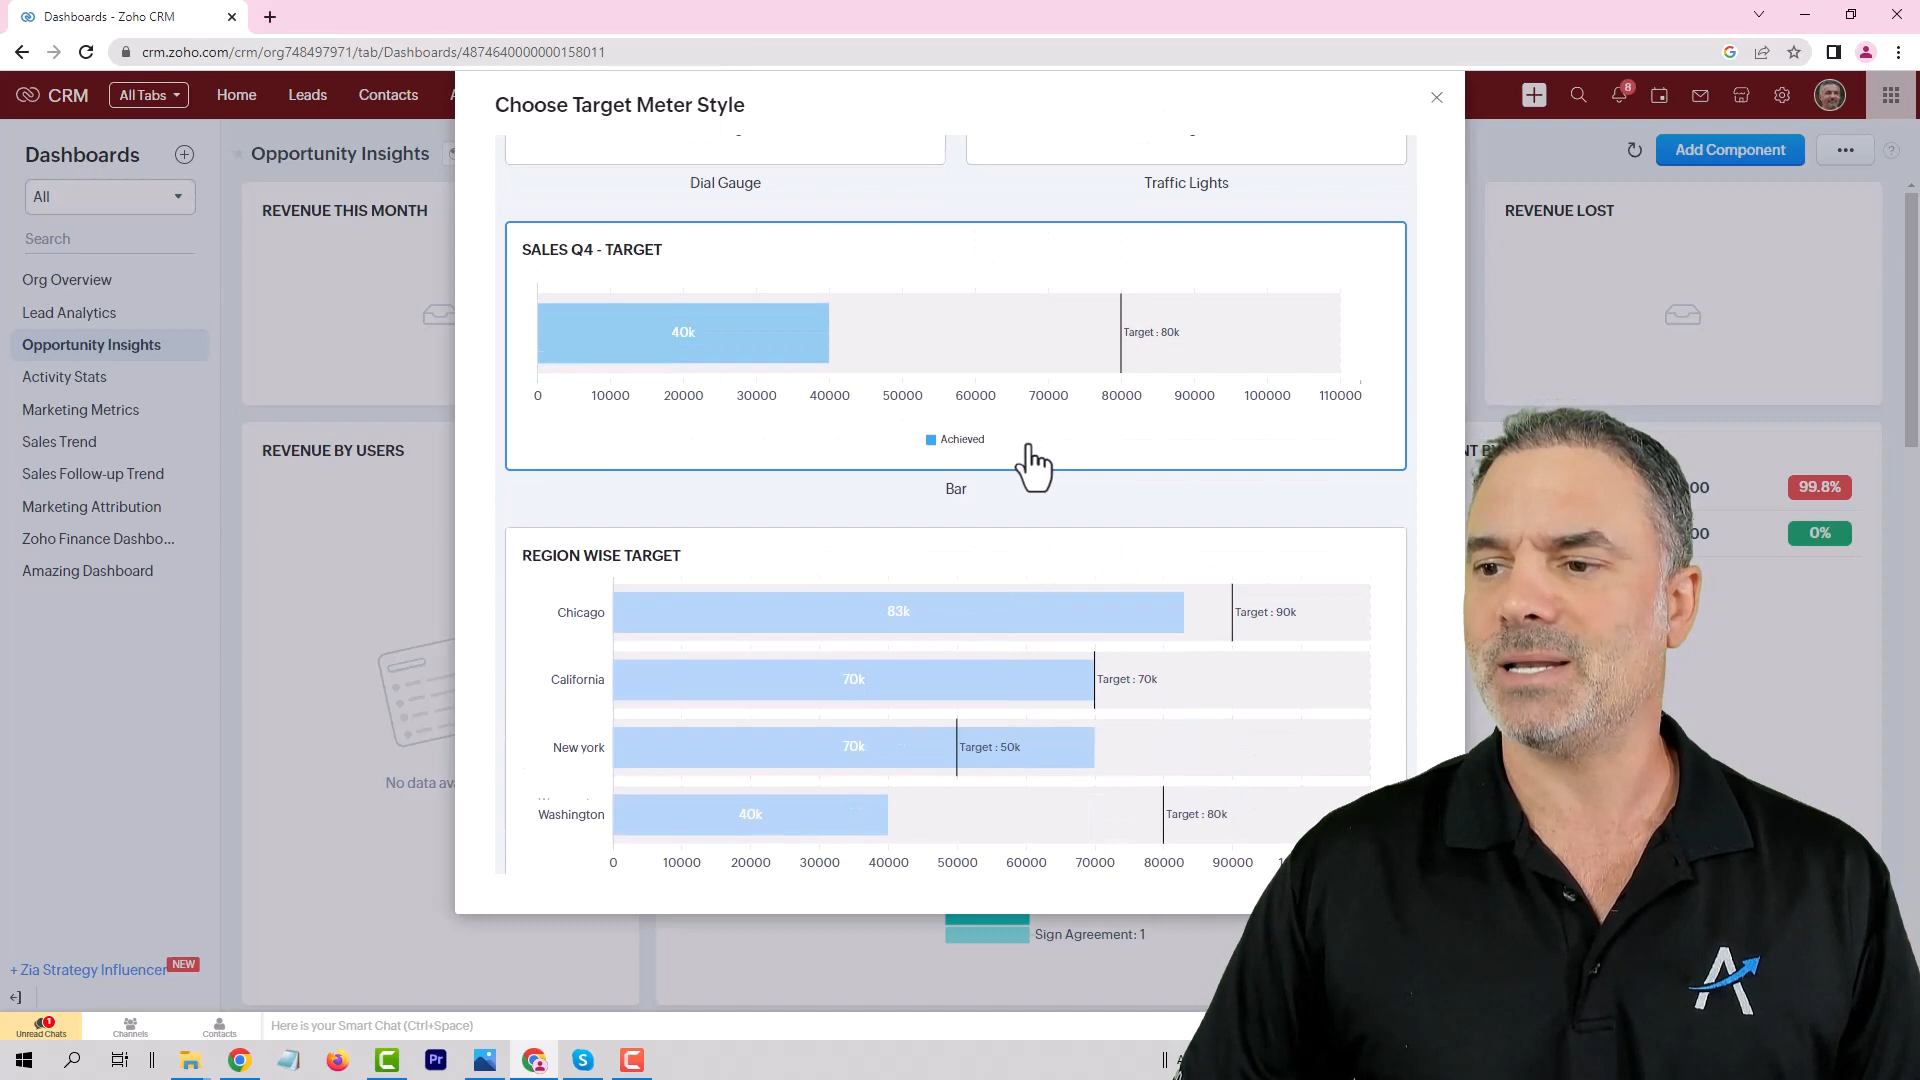 Dashboards - Zoho CRM
crm.zoho.com/crm/org748497971/tab/Dashboards/4874640000000158011
CRM
All Tabs
Home
Leads
Contacts
8
Choose Target Meter Style
Dashboards
All
Search
Org Overview
Lead Analytics
Opportunity Insights
Activity Stats
Marketing Metrics
Sales Trend
Sales Follow-up Trend
Marketing Attribution
Zoho Finance Dashbo...
Amazing Dashboard
+ Zia Strategy Influencer NEW
Opportunity Insights
Add Component
REVENUE THIS MONTH
REVENUE LOST
REVENUE BY USERS
99.8%
0%
Dial Gauge
Traffic Lights
SALES Q4 - TARGET
40k
Target : 80k
0 10000 20000 30000 40000 50000 60000 70000 80000 90000 100000 110000
Achieved
Bar
REGION WISE TARGET
Chicago 83k Target : 90k
California 70k Target : 70k
New york 70k Target : 50k
Washington 40k Target : 80k
0 10000 20000 30000 40000 50000 60000 70000 80000 90000
Sign Agreement: 1
1
Unread Chats
Channels
Contacts
Here is your Smart Chat (Ctrl+Space)
Pr